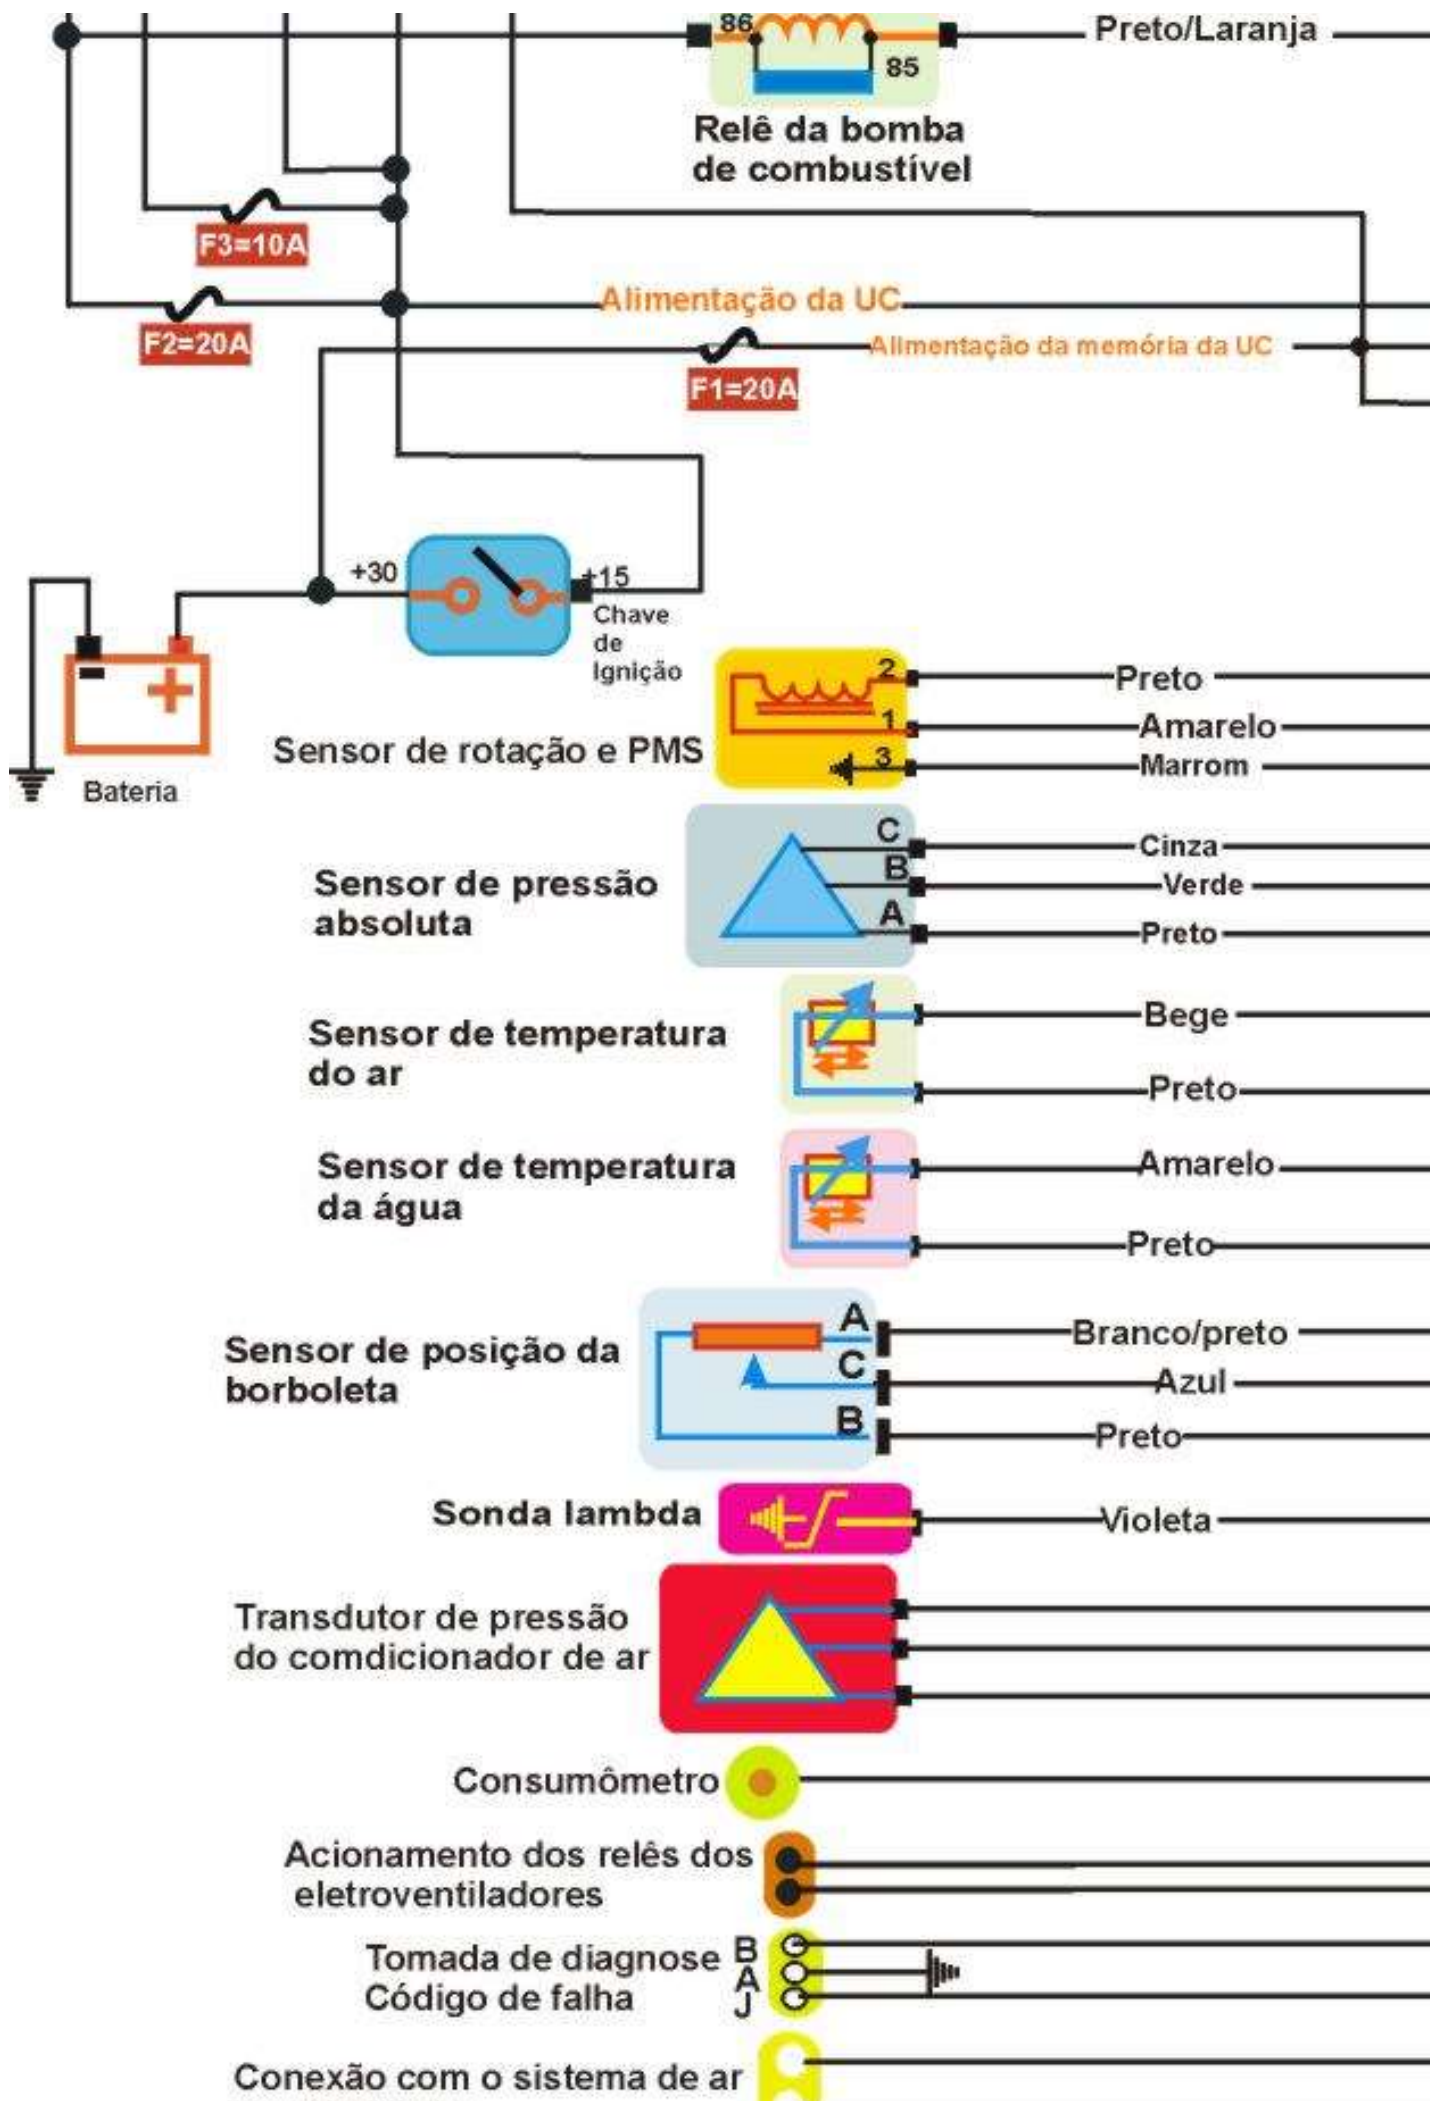 86
Preto/Laranja
85
Relê da bomba
de combustível
F3=10A
Alimentação da UC
F2=20A
Alimentação da memória da UC
F1=20A
+30
+15
Chave
de
Ignição
2
Preto
1
Amarelo
Sensor de rotação e PMS
3
Marrom
Bateria
C
Cinza
B
Verde
Sensor de pressão
absoluta
A
Preto
Bege
Sensor de temperatura
do ar
Preto
Amarelo
Sensor de temperatura
da água
Preto
A
Branco/preto
Sensor de posição da
borboleta
C
Azul
B
Preto
Sonda lambda
Violeta
Transdutor de pressão
do comdicionador de ar
Consumômetro
Acionamento dos relês dos
eletroventiladores
Tomada de diagnose
Código de falha
B
A
J
Conexão com o sistema de ar